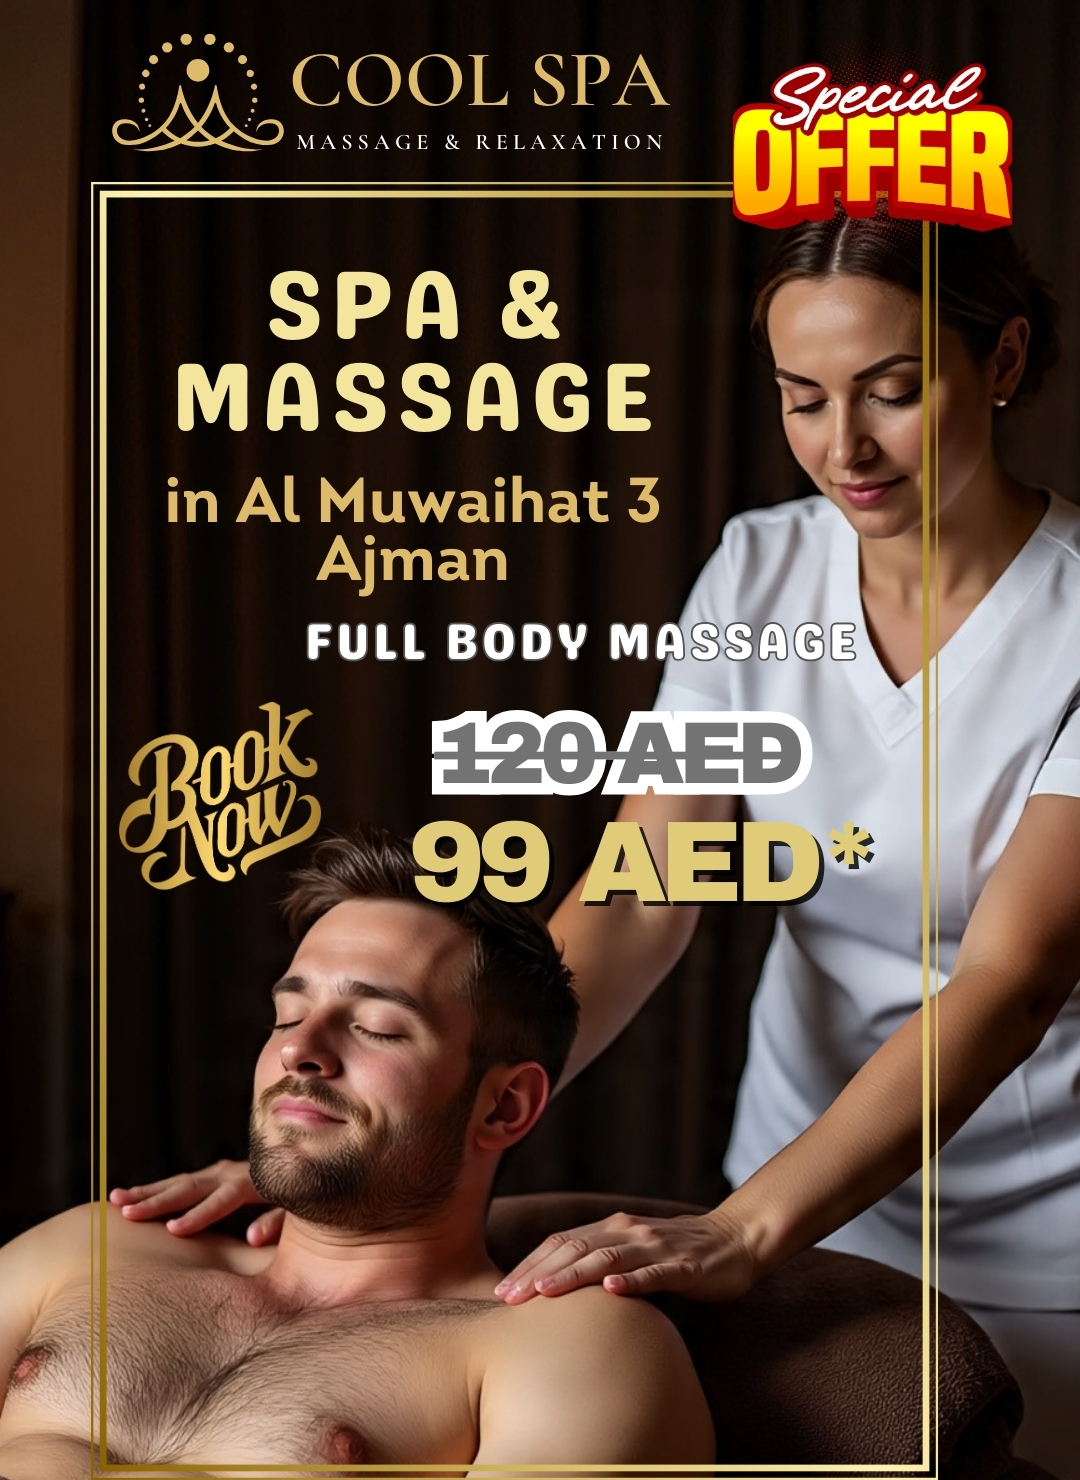 COOL SPA
MASSAGE & RELAXATION
Special
OFFER
SPA &
MASSAGE
in Al Muwaihat 3
Ajman
FULL BODY MASSAGE
Book
Now
120 AED
99 AED*